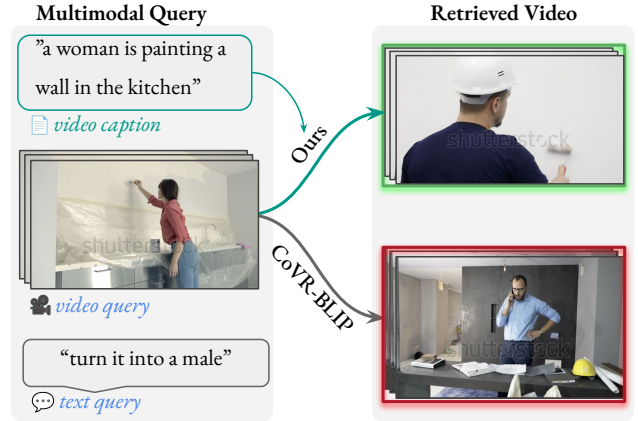 Multimodal Query
Retrieved Video
"a woman is painting a
wall in the kitchen"
video caption
Ours
shutterstock
shutterstock
video query
CoVR-BLIP
shutterstock
"turn it into a male"
text query